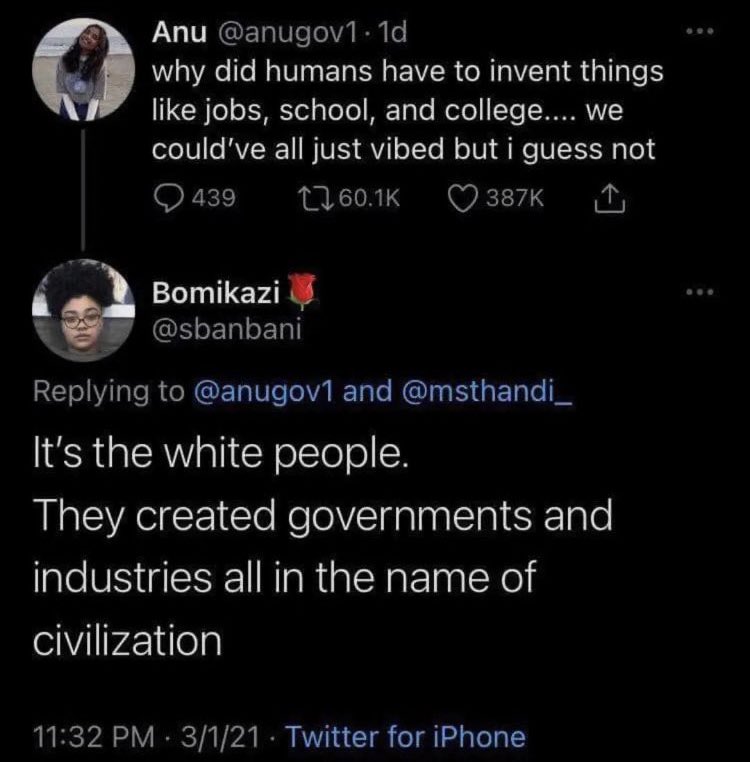 Anu @anugov1 · 1d
why did humans have to invent things
like jobs, school, and college.... we
could've all just vibed but i guess not
439 60.1K 387K
Bomikazi🌹
@sbanbani
Replying to @anugov1 and @msthandi_
It's the white people.
They created governments and
industries all in the name of
civilization
11:32 PM · 3/1/21 · Twitter for iPhone